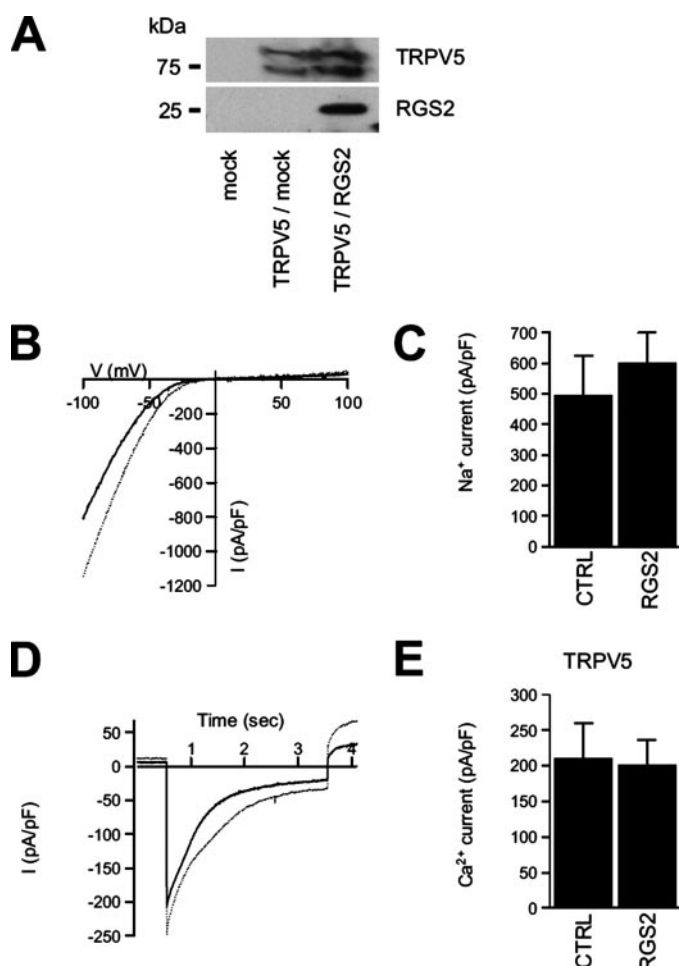 A
kDa
75
25
TRPV5
RGS2
mock
TRPV5 / mock
TRPV5 / RGS2
B
V (mV)
-100
-50
0
50
100
-200
-400
-600
-800
-1000
-1200
I (pA/pF)
C
Na⁺ current (pA/pF)
700
600
500
400
300
200
100
0
CTRL
RGS2
D
Time (sec)
1
2
3
4
50
0
-50
-100
-150
-200
-250
I (pA/pF)
E
TRPV5
Ca²⁺ current (pA/pF)
300
250
200
150
100
50
0
CTRL
RGS2